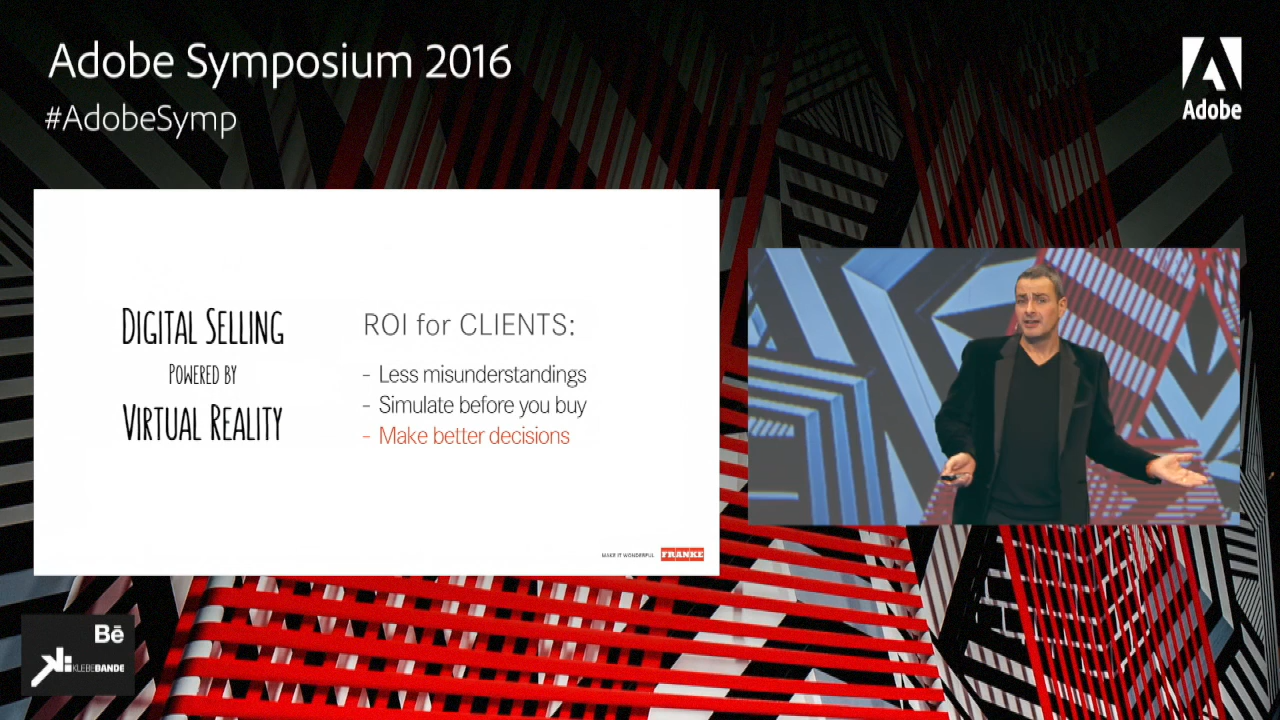 Adobe Symposium 2016
#AdobeSymp
Adobe
DIGITAL SELLING
POWERED BY
VIRTUAL REALITY
ROI for CLIENTS:
- Less misunderstandings
- Simulate before you buy
- Make better decisions
MAKE IT WONDERFUL
FRANKE
Bē
KLEBEBANDE